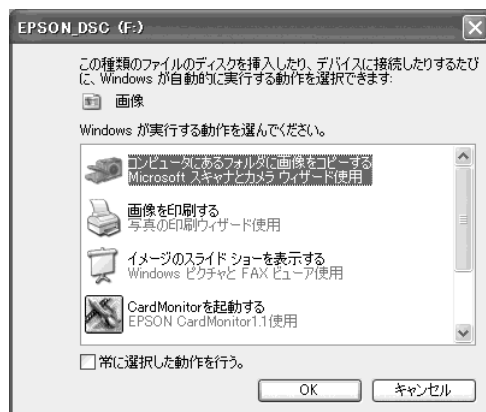 EPSON_DSC (F:)
この種類のファイルのディスクを挿入したり、デバイスに接続したりするたび
に、Windows が自動的に実行する動作を選択できます:
画像
Windows が実行する動作を選んでください。
コンピュータにあるフォルダに画像をコピーする
Microsoft スキャナとカメラ ウィザード使用
画像を印刷する
写真の印刷ウィザード使用
イメージのスライド ショーを表示する
Windows ピクチャと FAX ビューア使用
CardMonitorを起動する
EPSON CardMonitor1.1使用
常に選択した動作を行う。
OK
キャンセル